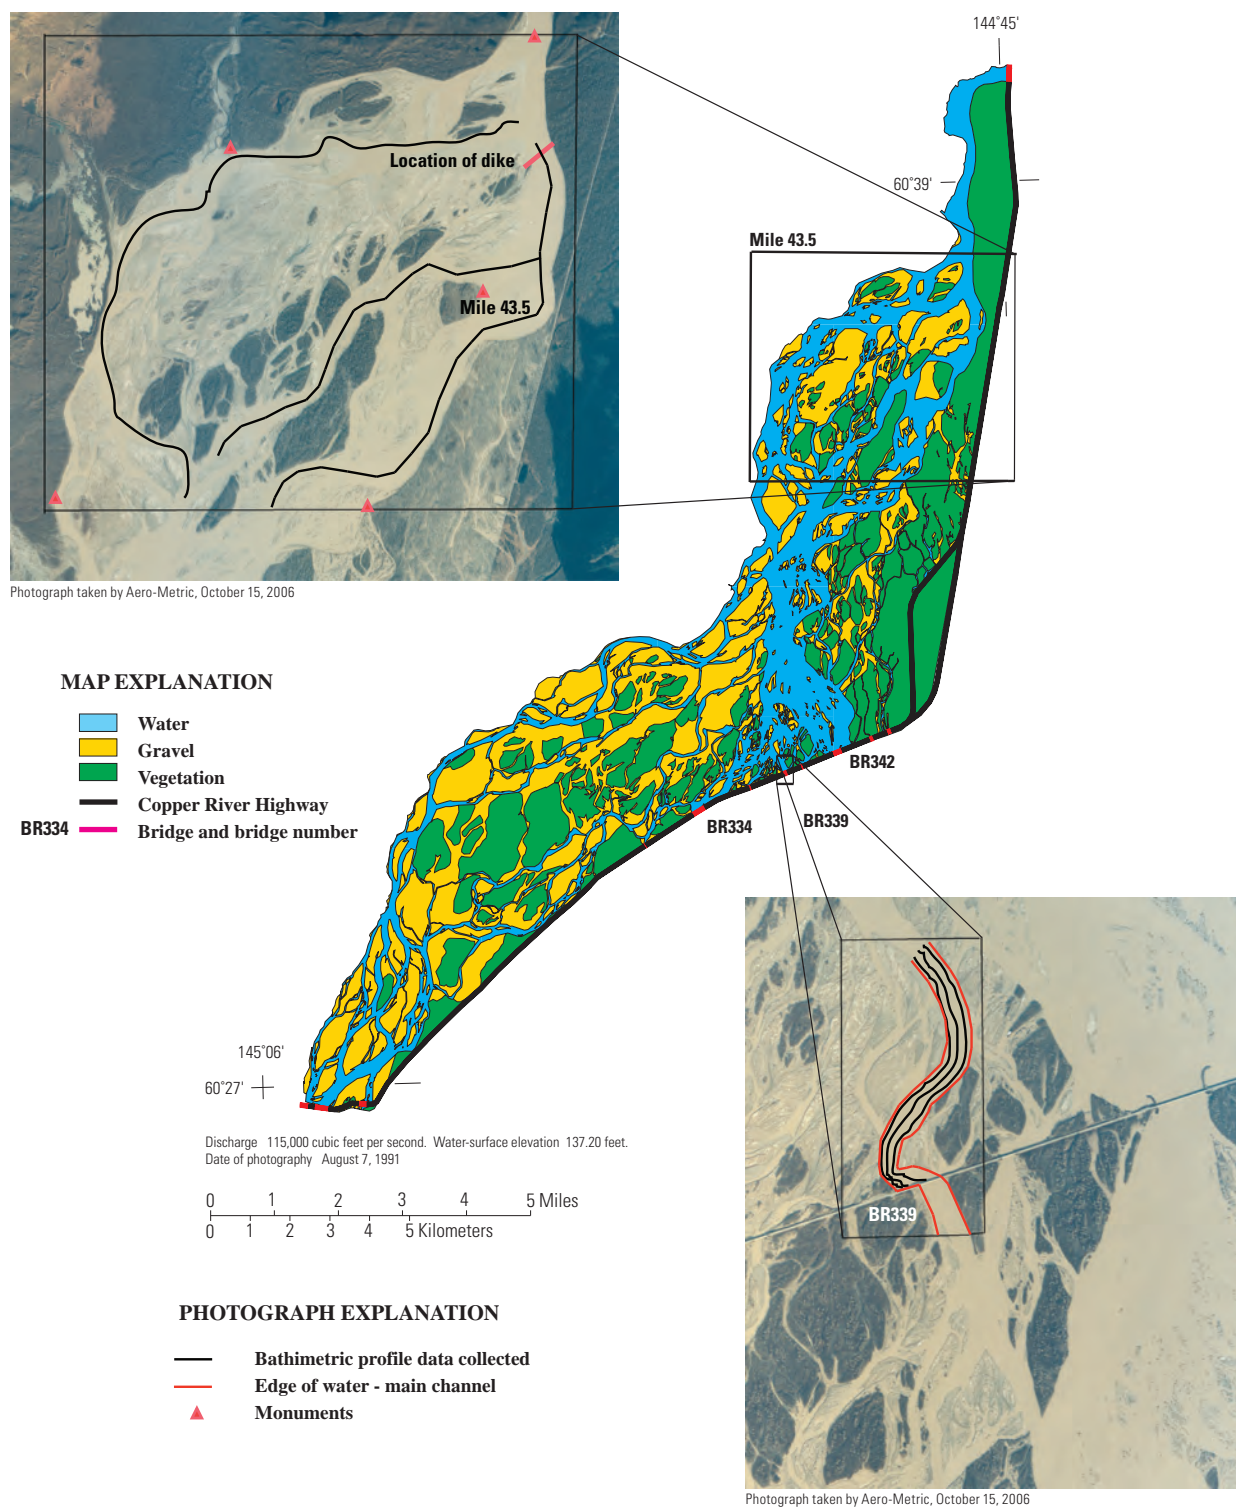 144°45'
Location of dike
60°39'
Mile 43.5
Mile 43.5
Photograph taken by Aero-Metric, October 15, 2006
MAP EXPLANATION
Water
Gravel
Vegetation
Copper River Highway
BR334 Bridge and bridge number
BR342
BR334
BR339
145°06'
60°27'
Discharge 115,000 cubic feet per second. Water-surface elevation 137.20 feet.
Date of photography August 7, 1991
0 1 2 3 4 5 Miles
0 1 2 3 4 5 Kilometers
BR339
PHOTOGRAPH EXPLANATION
Bathimetric profile data collected
Edge of water - main channel
Monuments
Photograph taken by Aero-Metric, October 15, 2006